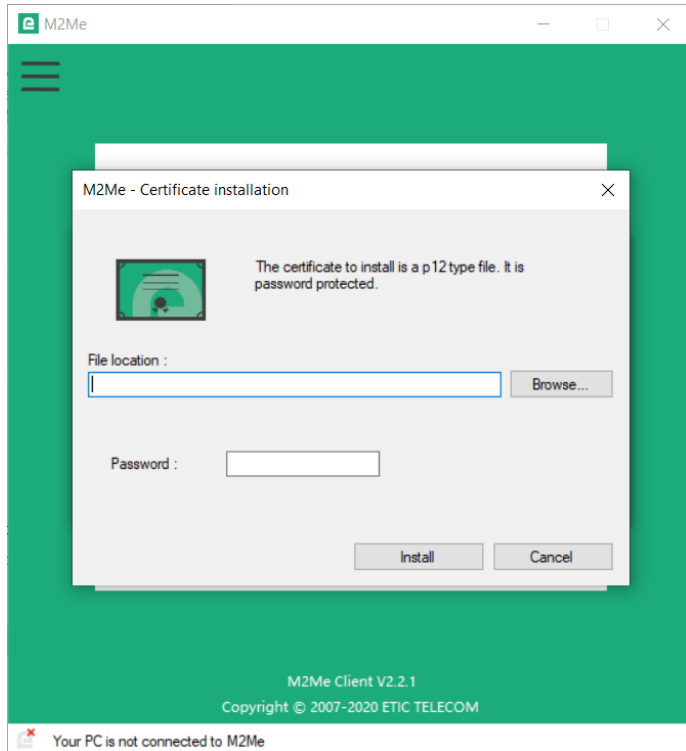 M2Me
M2Me - Certificate installation
The certificate to install is a p12 type file. It is
password protected.
File location :
Browse...
Password :
Install
Cancel
M2Me Client V2.2.1
Copyright © 2007-2020 ETIC TELECOM
Your PC is not connected to M2Me